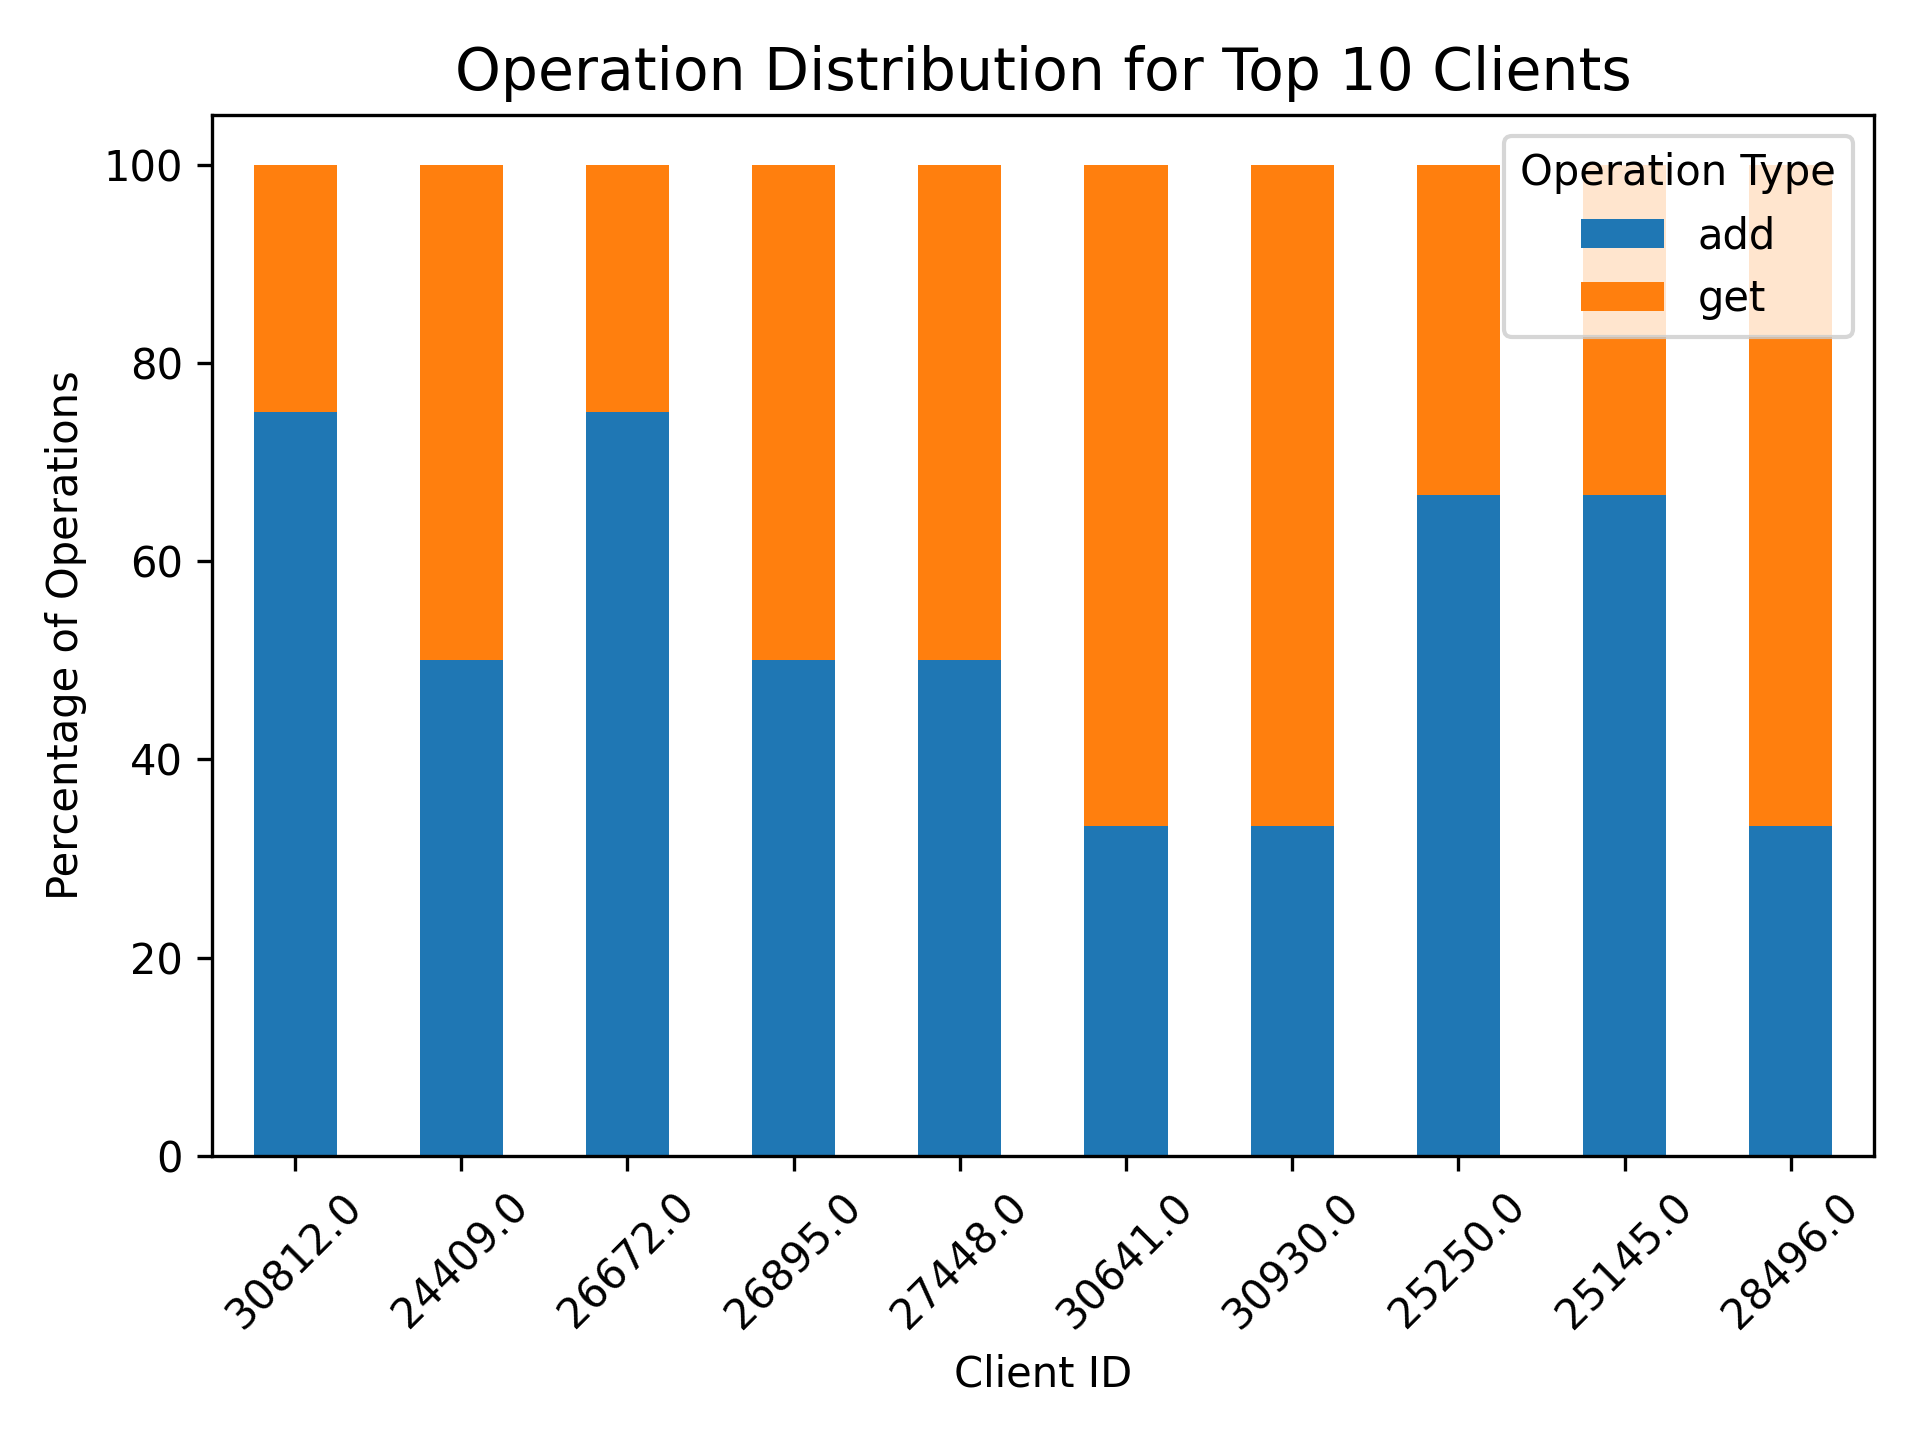 Operation Distribution for Top 10 Clients
Operation Type
add
get
100
80
60
40
20
0
Percentage of Operations
30812.0
24409.0
26672.0
26895.0
27448.0
30641.0
30930.0
25250.0
25145.0
28496.0
Client ID